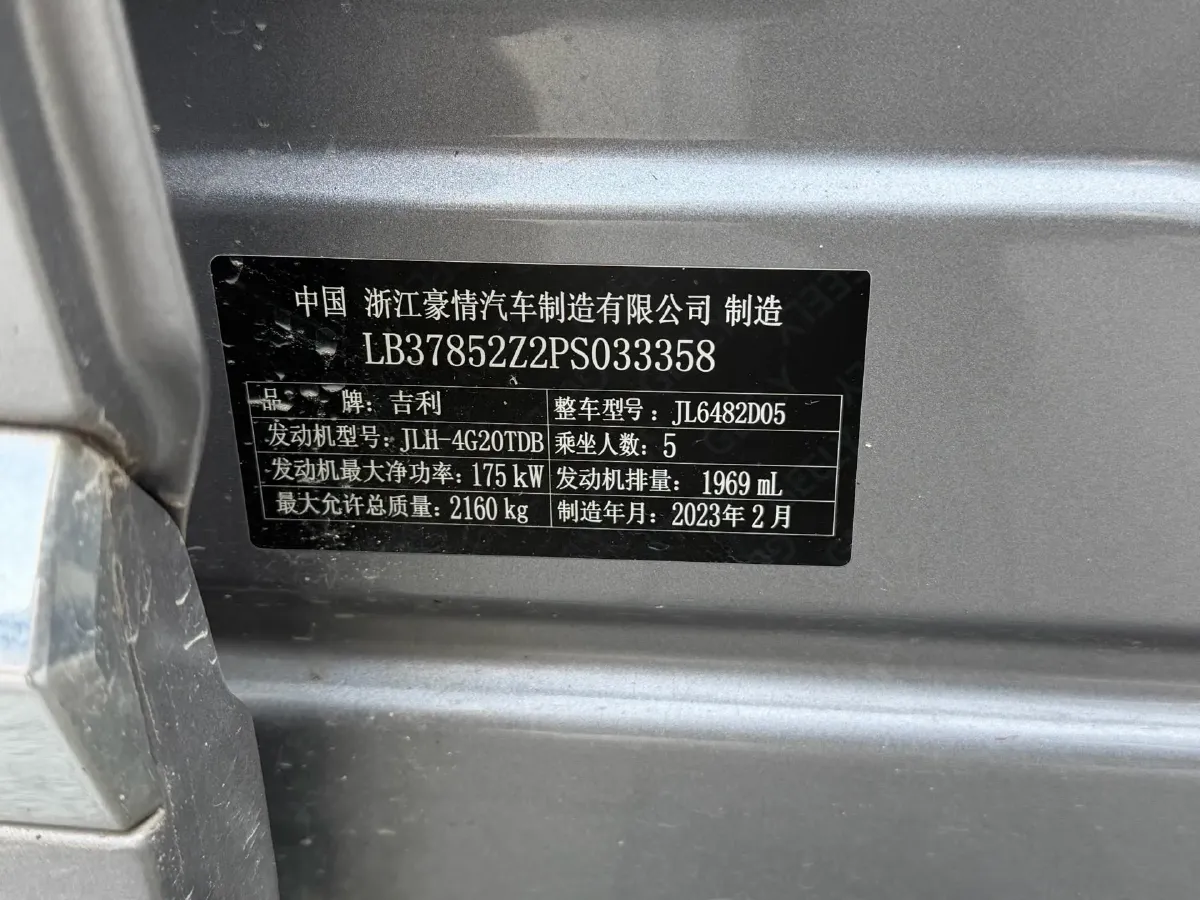 中国 浙江豪情汽车制造有限公司 制造
LB37852Z2PS033358
品 牌：吉利 整车型号：JL6482D05
发动机型号：JLH-4G20TDB 乘坐人数：5
发动机最大净功率：175 kW 发动机排量： 1969 mL
最大允许总质量：2160 kg 制造年月：2023年 2 月